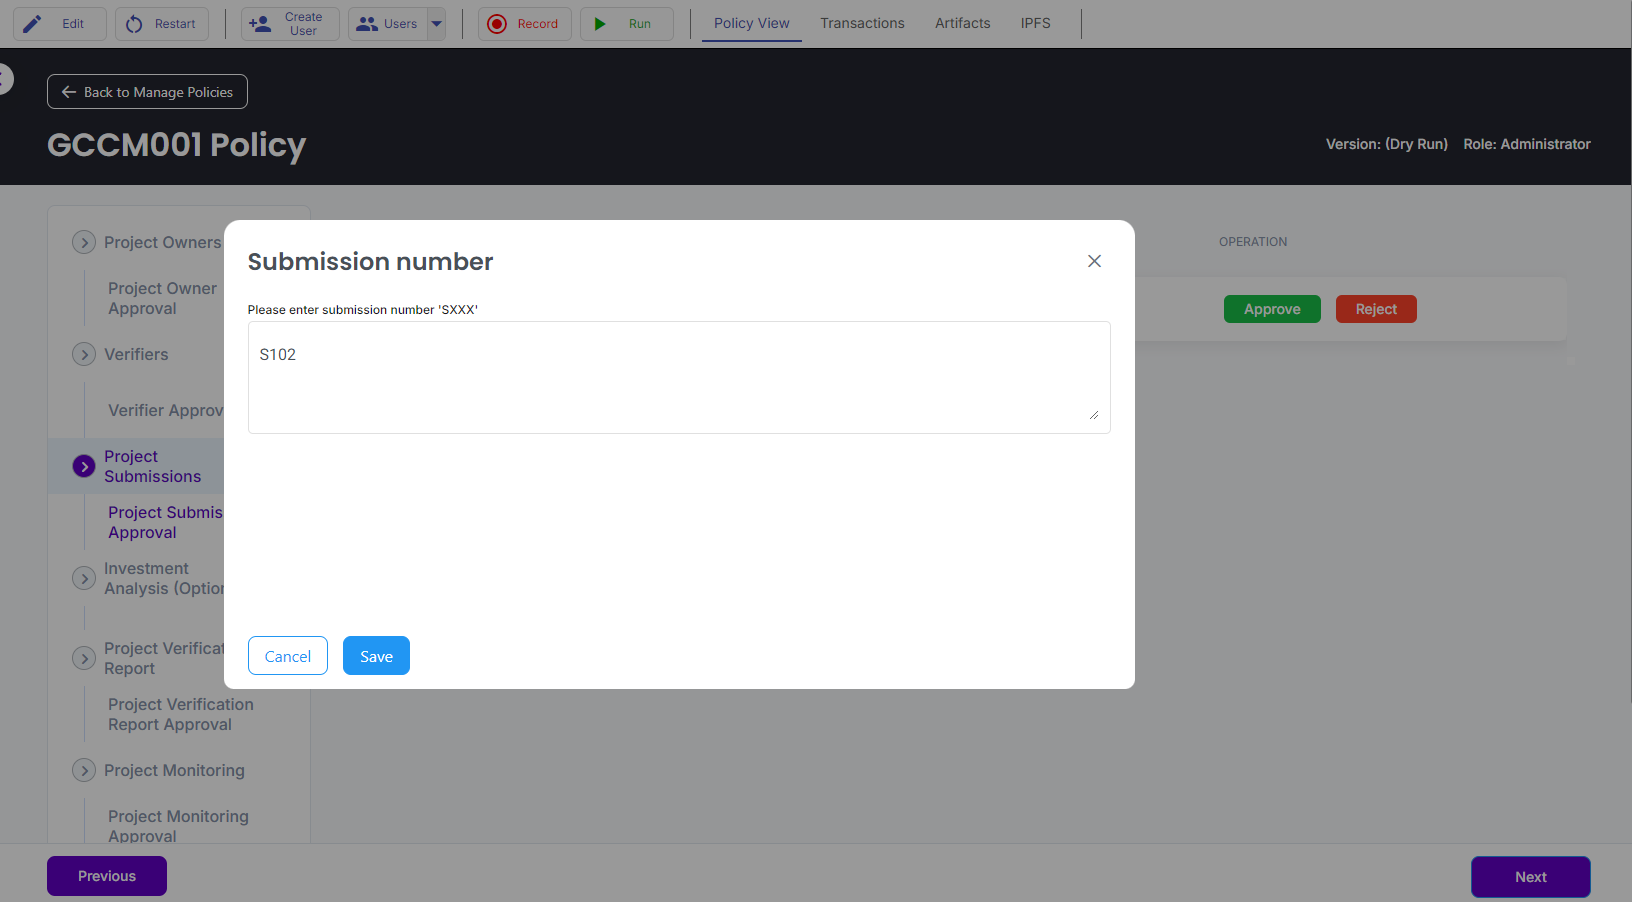 Edit
Restart
Create
User
Users
Record
Run
Policy View
Transactions
Artifacts
IPFS
Back to Manage Policies
GCCM001 Policy
Version: (Dry Run) Role: Administrator
Project Owners
Project Owner
Approval
Verifiers
Verifier Approv
Project
Submissions
Project Submis
Approval
Investment
Analysis (Option
Project Verificat
Report
Project Verification
Report Approval
Project Monitoring
Project Monitoring
Approval
OPERATION
Approve
Reject
Submission number
Please enter submission number 'SXXX'
S102
Cancel
Save
Previous
Next